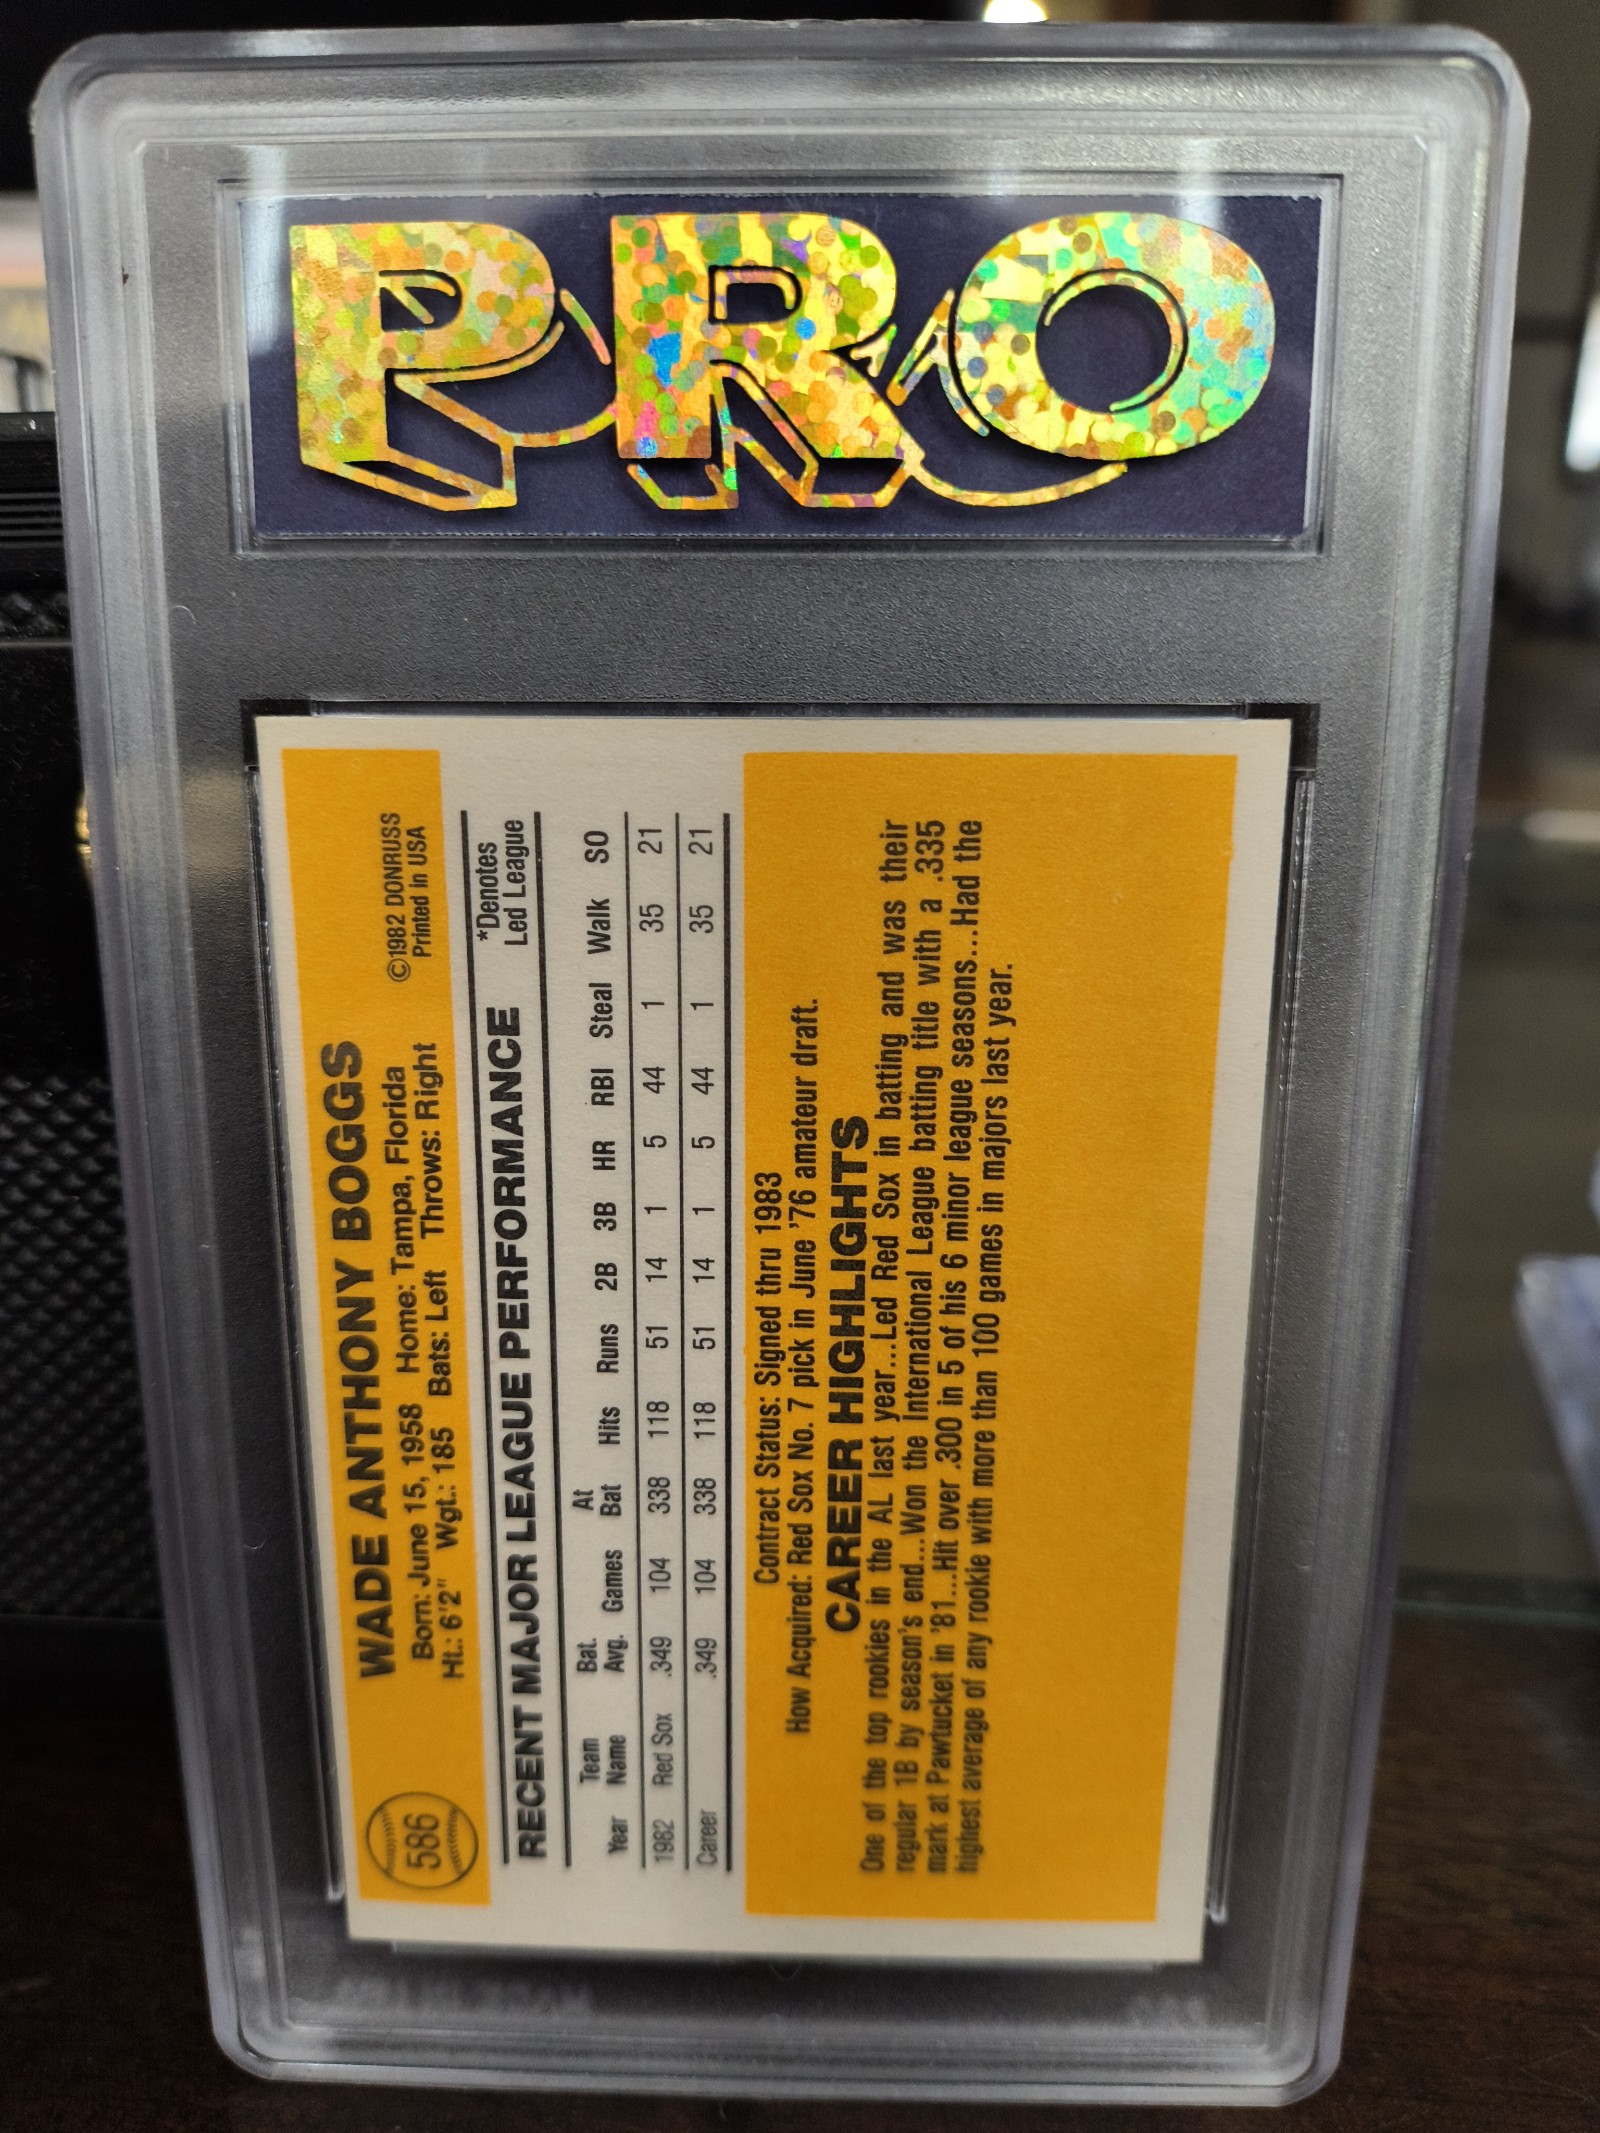 PRO
586
WADE ANTHONY BOGGS
©1982 DONRUSS
Born: June 15, 1958 Home: Tampa, Florida
Printed in USA
Ht.: 6'2" Wgt.: 185 Bats: Left Throws: Right
RECENT MAJOR LEAGUE PERFORMANCE
*Denotes
Led League
Team Bat. At
Year Name Avg. Games Bat Hits Runs 2B 3B HR RBI Steal Walk SO
1982 Red Sox .349 104 338 118 51 14 1 5 44 1 35 21
Career .349 104 338 118 51 14 1 5 44 1 35 21
Contract Status: Signed thru 1983
How Acquired: Red Sox No. 7 pick in June '76 amateur draft.
CAREER HIGHLIGHTS
One of the top rookies in the AL last year...Led Red Sox in batting and was their
regular 1B by season's end...Won the International League batting title with a .335
mark at Pawtucket in '81...Hit over .300 in 5 of his 6 minor league seasons...Had the
highest average of any rookie with more than 100 games in majors last year.